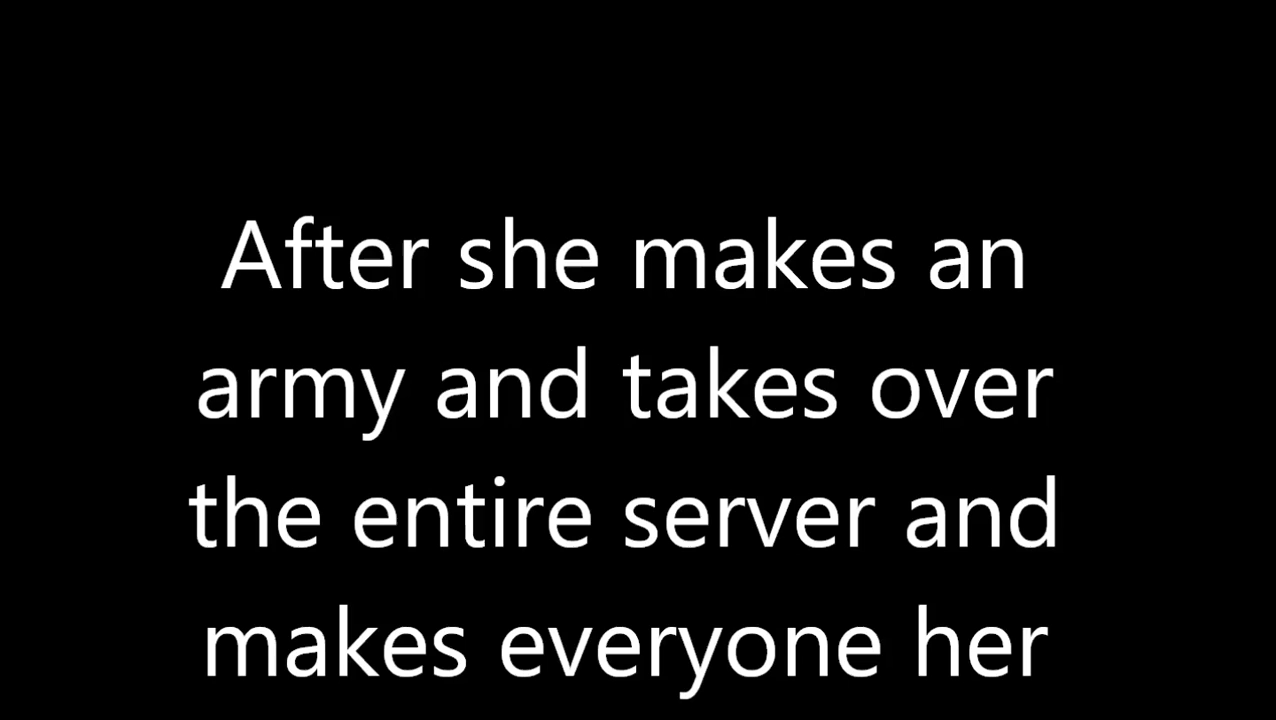 After she makes an
army and takes over
the entire server and
makes everyone her